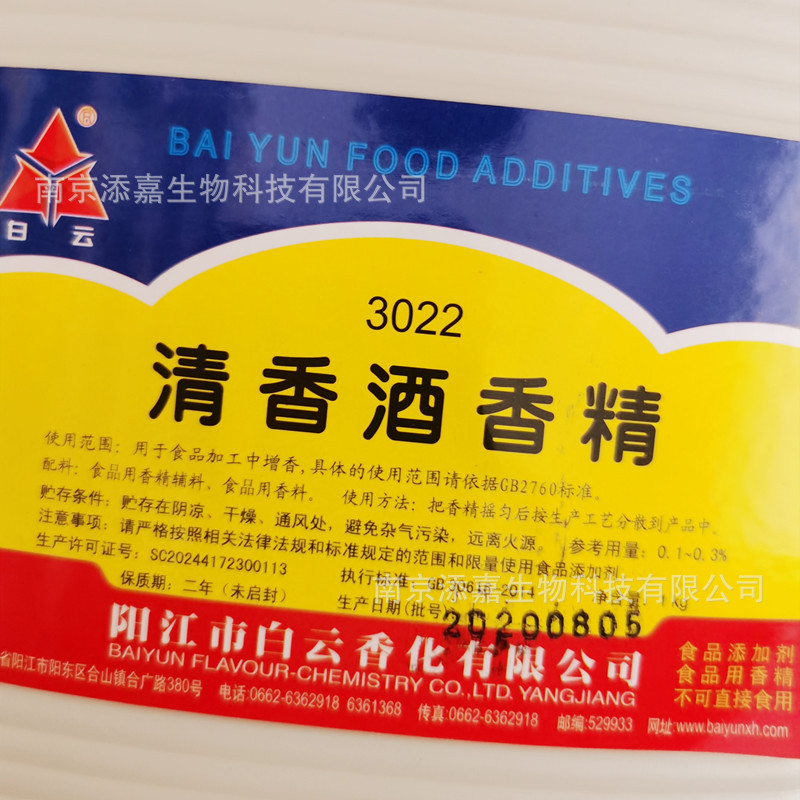 BAI YUN FOOD ADDITIVES
南京添嘉生物科技有限公司
白云
3022
清香酒香精
使用范围：用于食品加工中增香，具体的使用范围请依据GB2760标准。
配料：食品用香精辅料、食品用香料。 使用方法：把香精摇匀后按生产工艺分散到产品中。
贮存条件：贮存在阴凉、干燥、通风处，避免杂气污染，远离火源。 参考用量：0.1~0.3%
注意事项：请严格按照相关法律法规和标准规定的范围和限量使用食品添加剂
生产许可证号：SC20244172300113 执行标准：
南京添嘉生物科技有限公司
保质期：二年（未启封） 生产日期(批号) 20200805
净含量：1kg
阳江市白云香化有限公司
BAIYUN FLAVOUR-CHEMISTRY CO.,LTD. YANGJIANG
食品添加剂
食品用香精
不可直接食用
省阳江市阳东区合山镇合广路380号 电话:0662-6362918 6361368 传真:0662-6362918 邮编:529933 网址:www.baiyunxh.com